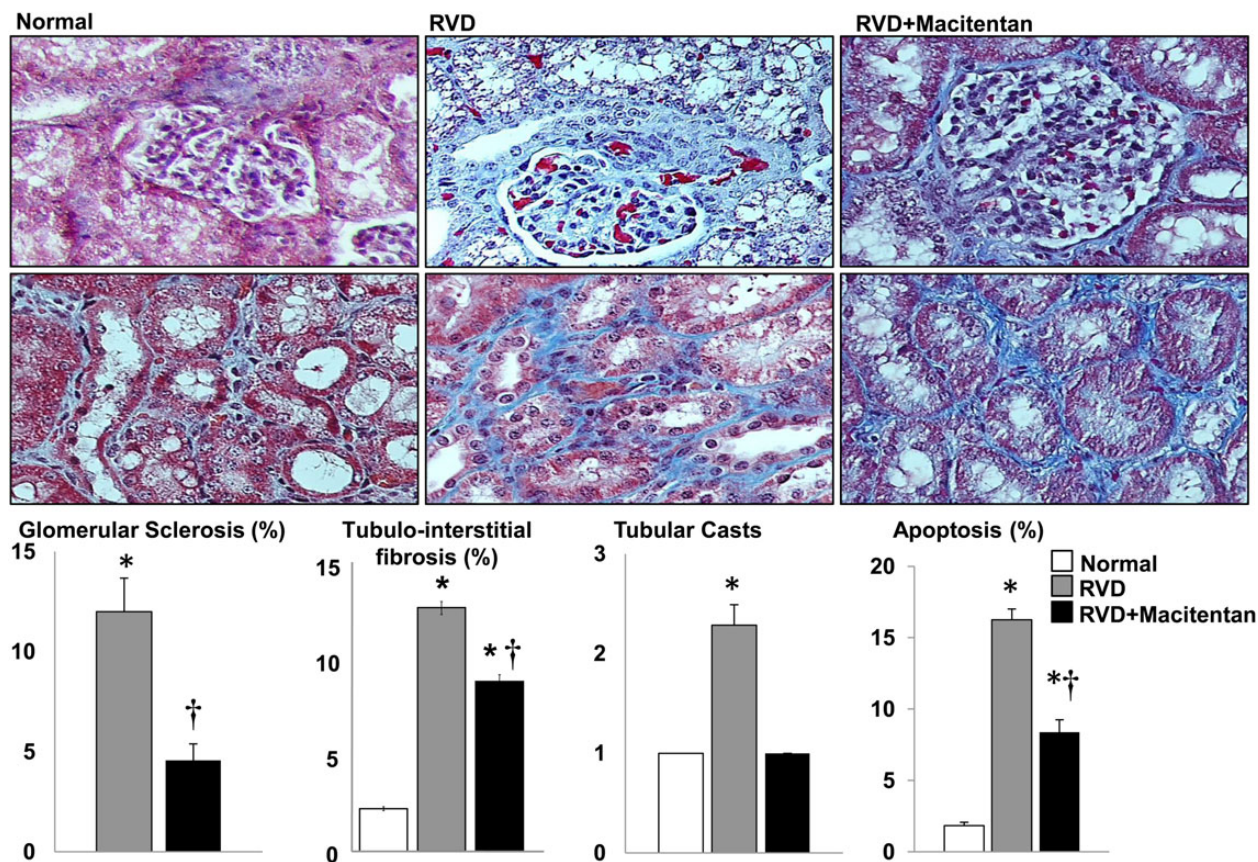 Normal
RVD
RVD+Macitentan
Glomerular Sclerosis (%)
15
10
5
0
*
†
Tubulo-interstitial
fibrosis (%)
15
10
5
0
*
*†
Tubular Casts
3
2
1
0
*
Apoptosis (%)
20
15
10
5
0
*
*†
Normal
RVD
RVD+Macitentan